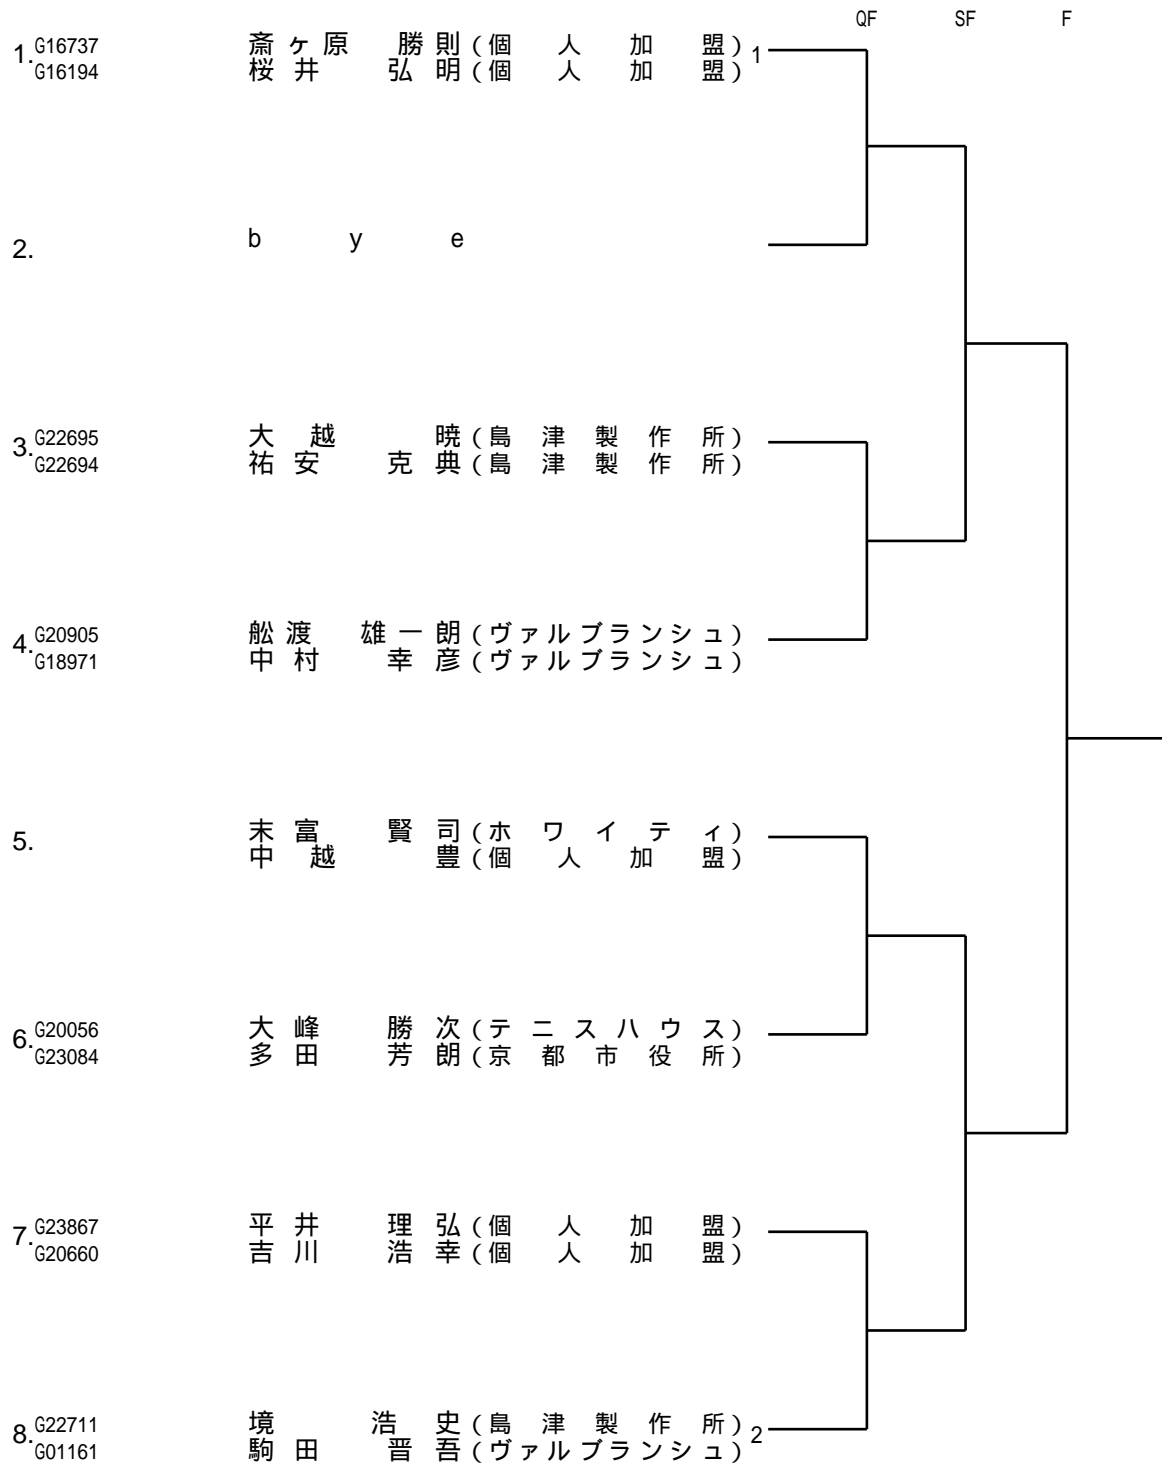 QF SF F
1. G16737 斎ヶ原 勝則(個人加盟) 1
G16194 桜井 弘明(個人加盟)
2. bye
3. G22695 大越 暁(島津製作所)
G22694 祐安 克典(島津製作所)
4. G20905 舩渡 雄一朗(ヴァルブランシュ)
G18971 中村 幸彦(ヴァルブランシュ)
5. 末富 賢司(ホワイティ)
中越 豊(個人加盟)
6. G20056 大峰 勝次(テニスハウス)
G23084 多田 芳朗(京都市役所)
7. G23867 平井 理弘(個人加盟)
G20660 吉川 浩幸(個人加盟)
8. G22711 境 浩史(島津製作所) 2
G01161 駒田 晋吾(ヴァルブランシュ)